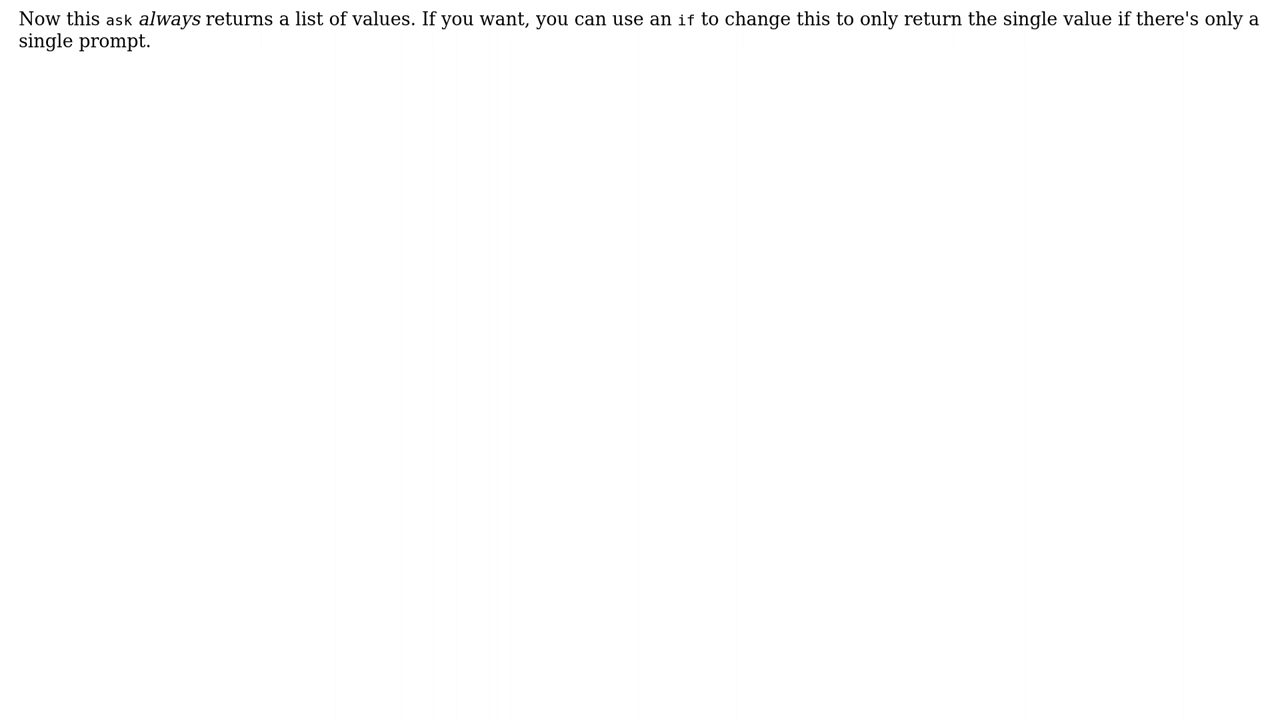 Now this ask always returns a list of values. If you want, you can use an if to change this to only return the single value if there's only a
single prompt.